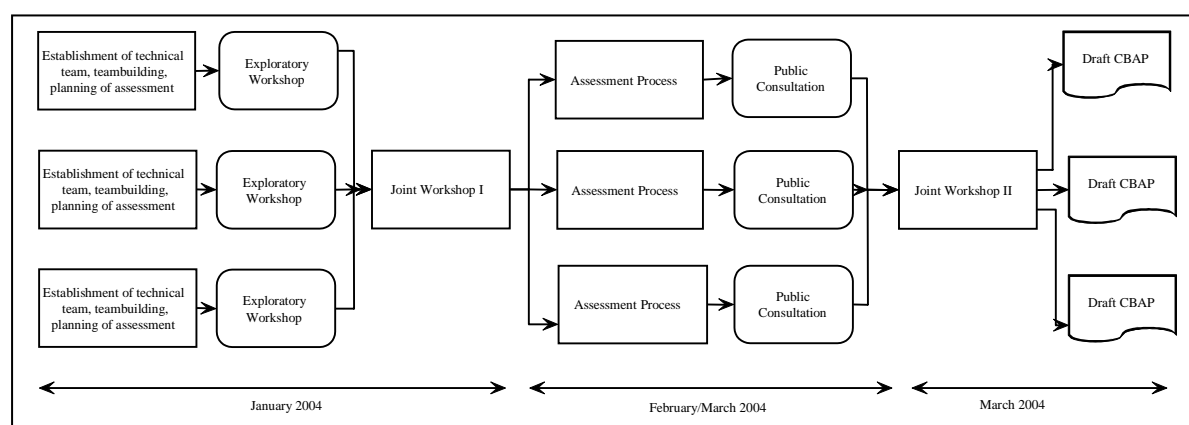 Establishment of technical
team, teambuilding,
planning of assessment
Exploratory
Workshop
Establishment of technical
team, teambuilding,
planning of assessment
Exploratory
Workshop
Establishment of technical
team, teambuilding,
planning of assessment
Exploratory
Workshop
Joint Workshop I
Assessment Process
Public
Consultation
Assessment Process
Public
Consultation
Assessment Process
Public
Consultation
Joint Workshop II
Draft CBAP
Draft CBAP
Draft CBAP
January 2004
February/March 2004
March 2004